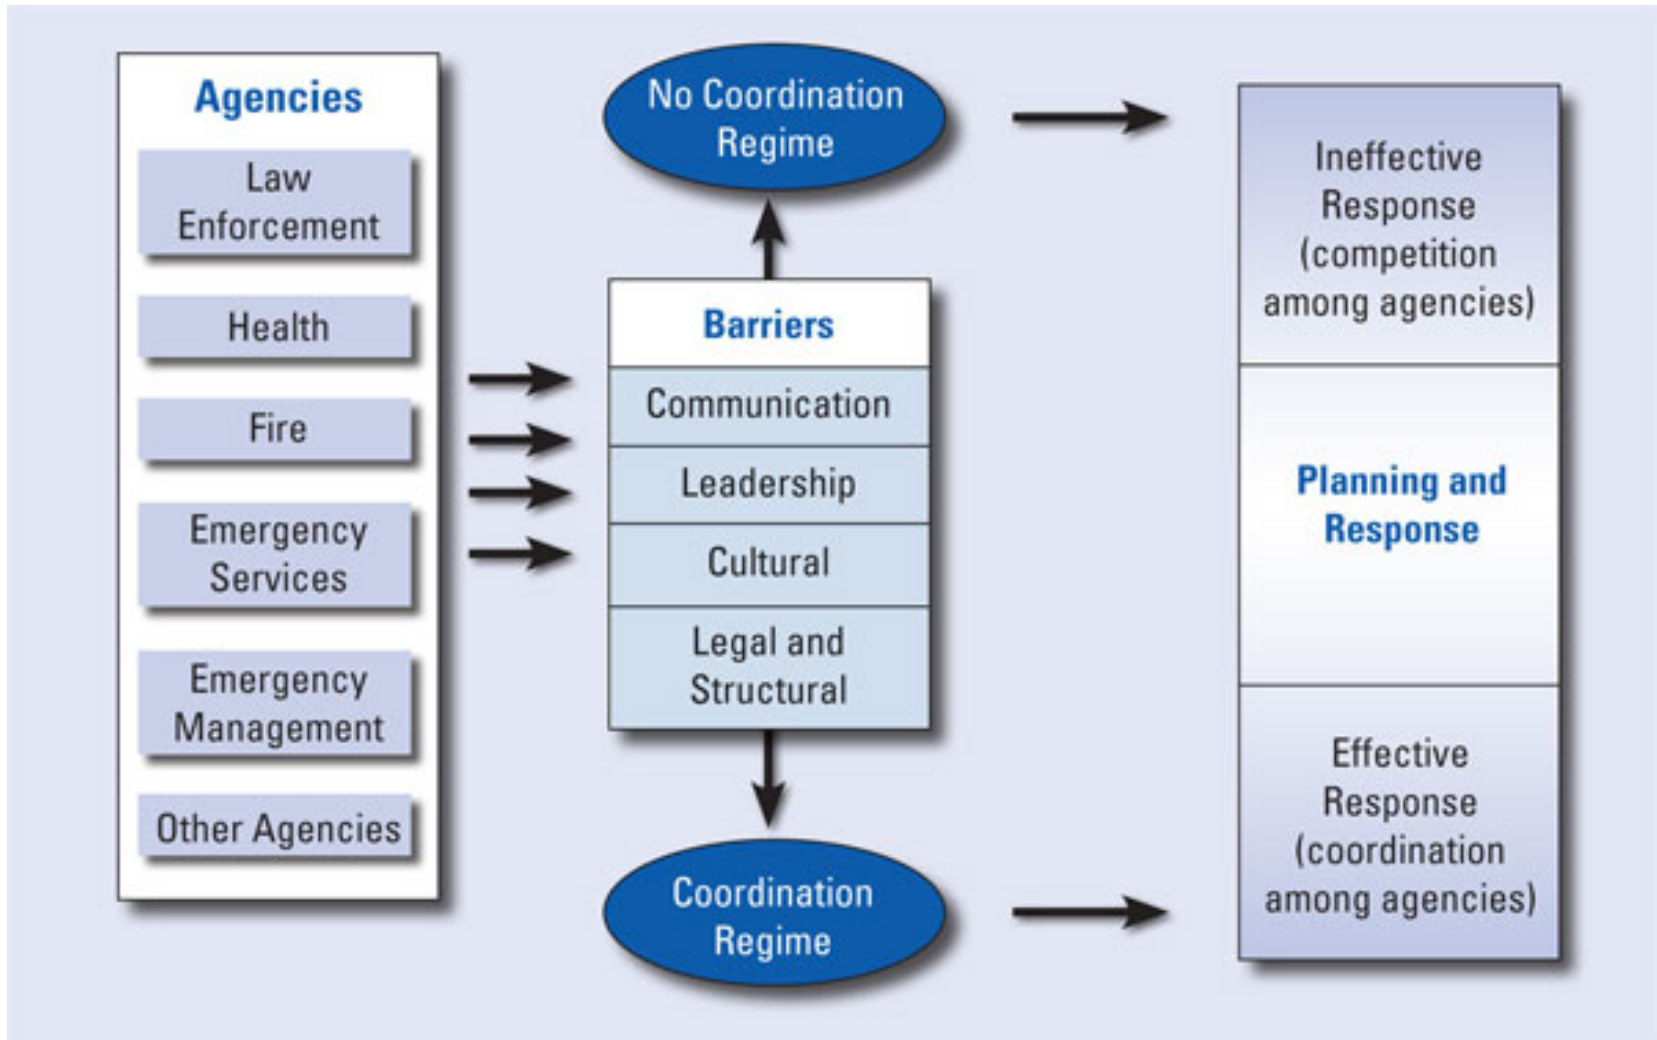 Agencies
Law
Enforcement
Health
Fire
Emergency
Services
Emergency
Management
Other Agencies
No Coordination
Regime
Barriers
Communication
Leadership
Cultural
Legal and
Structural
Coordination
Regime
Ineffective
Response
(competition
among agencies)
Planning and
Response
Effective
Response
(coordination
among agencies)